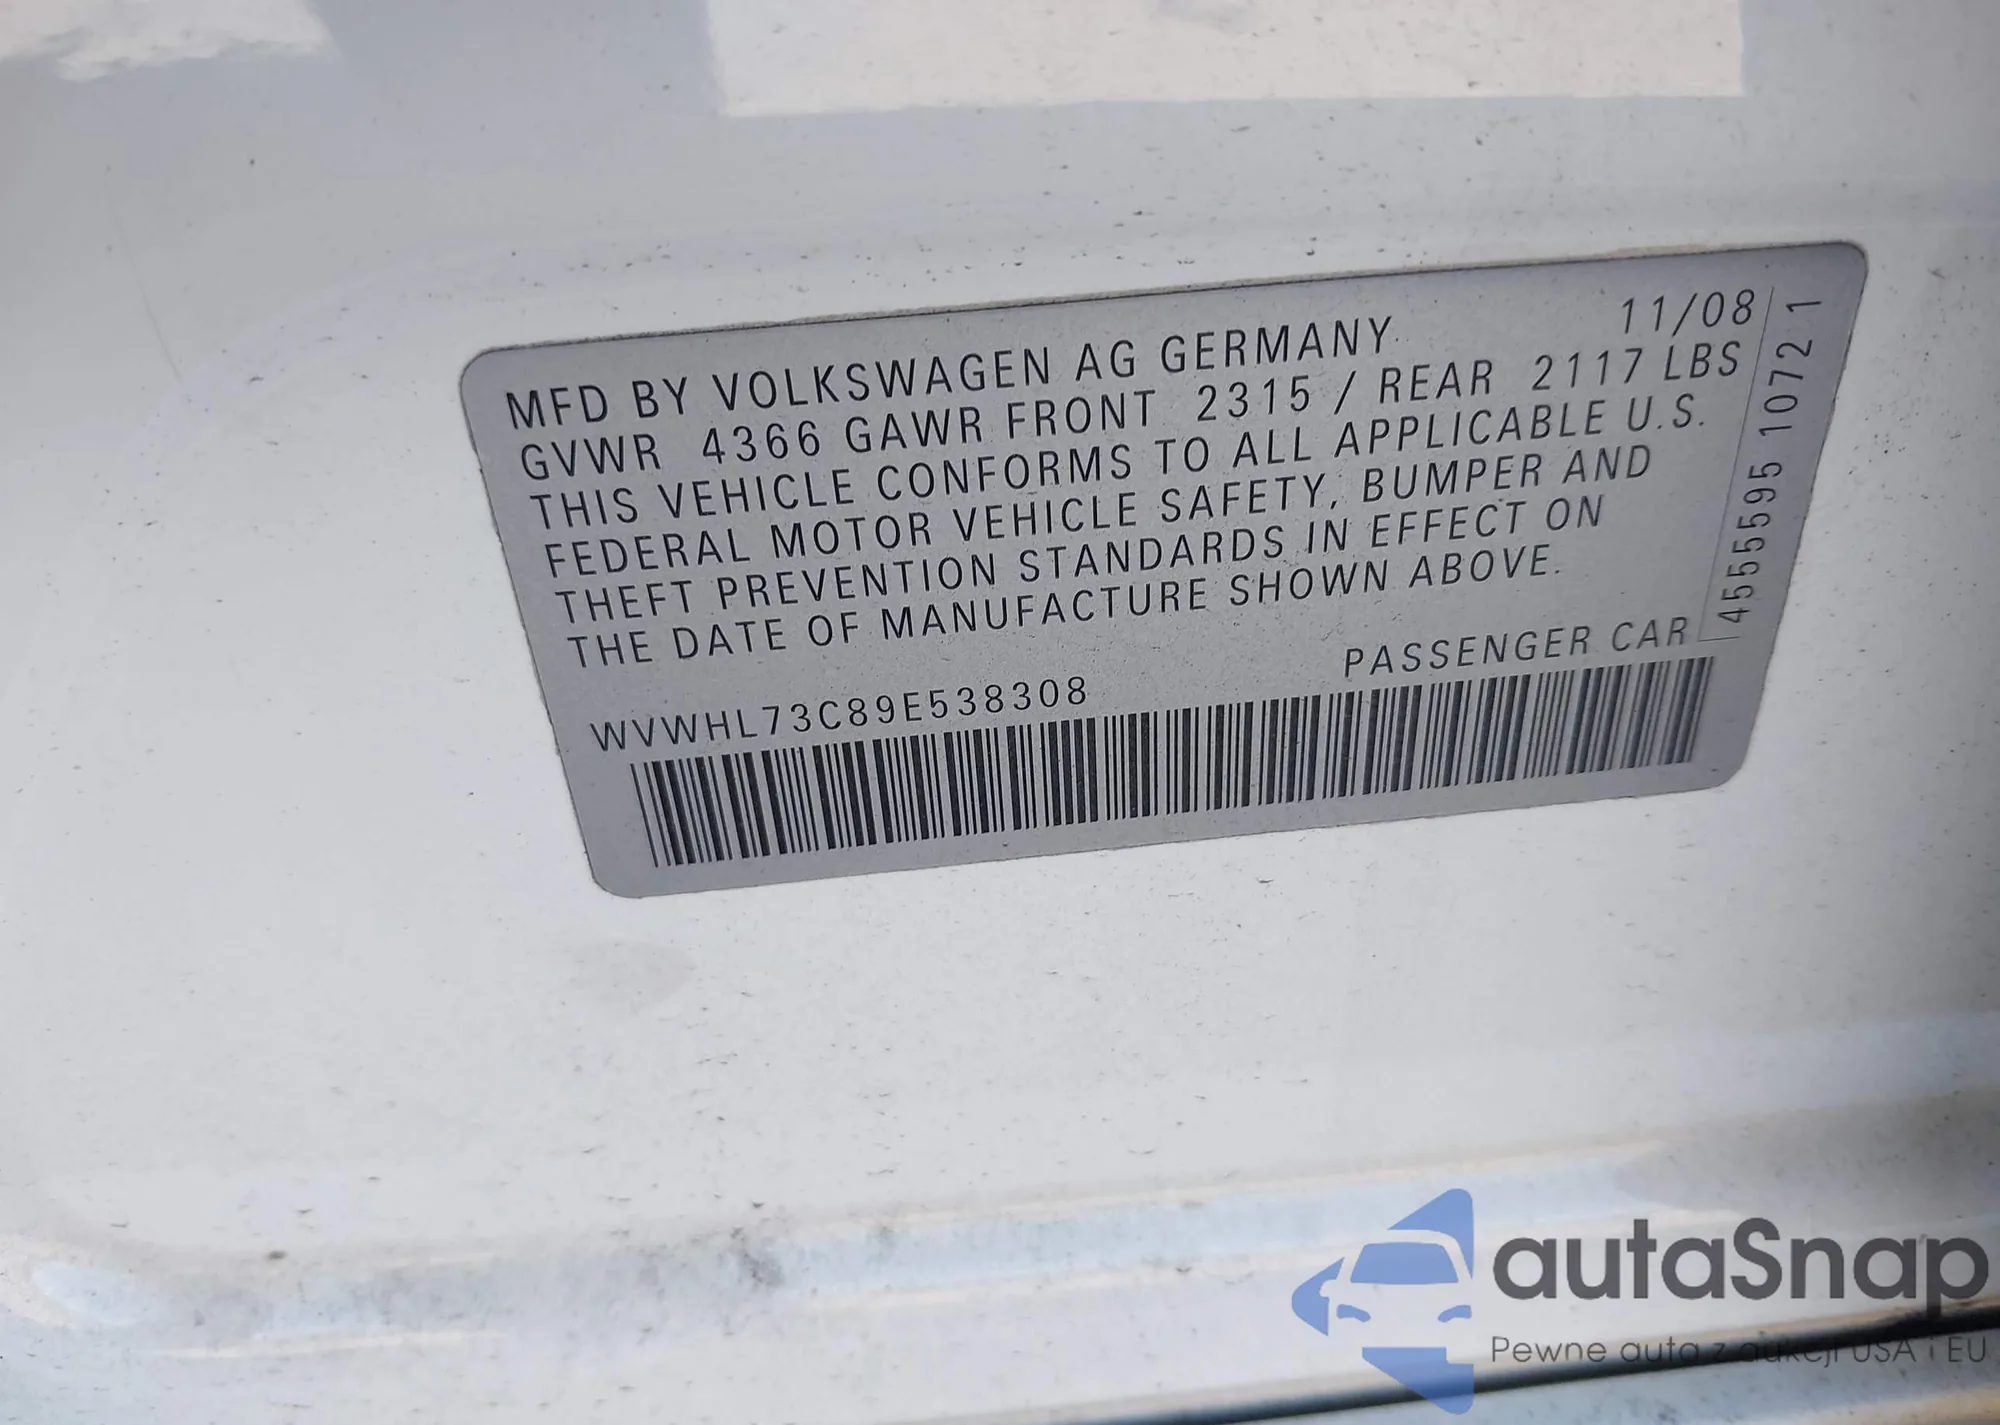 11/08
MFD BY VOLKSWAGEN AG GERMANY
GVWR 4366 GAWR FRONT 2315 / REAR 2117 LBS
THIS VEHICLE CONFORMS TO ALL APPLICABLE U.S.
FEDERAL MOTOR VEHICLE SAFETY, BUMPER AND
THEFT PREVENTION STANDARDS IN EFFECT ON
THE DATE OF MANUFACTURE SHOWN ABOVE.
PASSENGER CAR
WVWHL73C89E538308
4555595 1072 1
autaSnap
Pewne auta z aukcji USA i EU